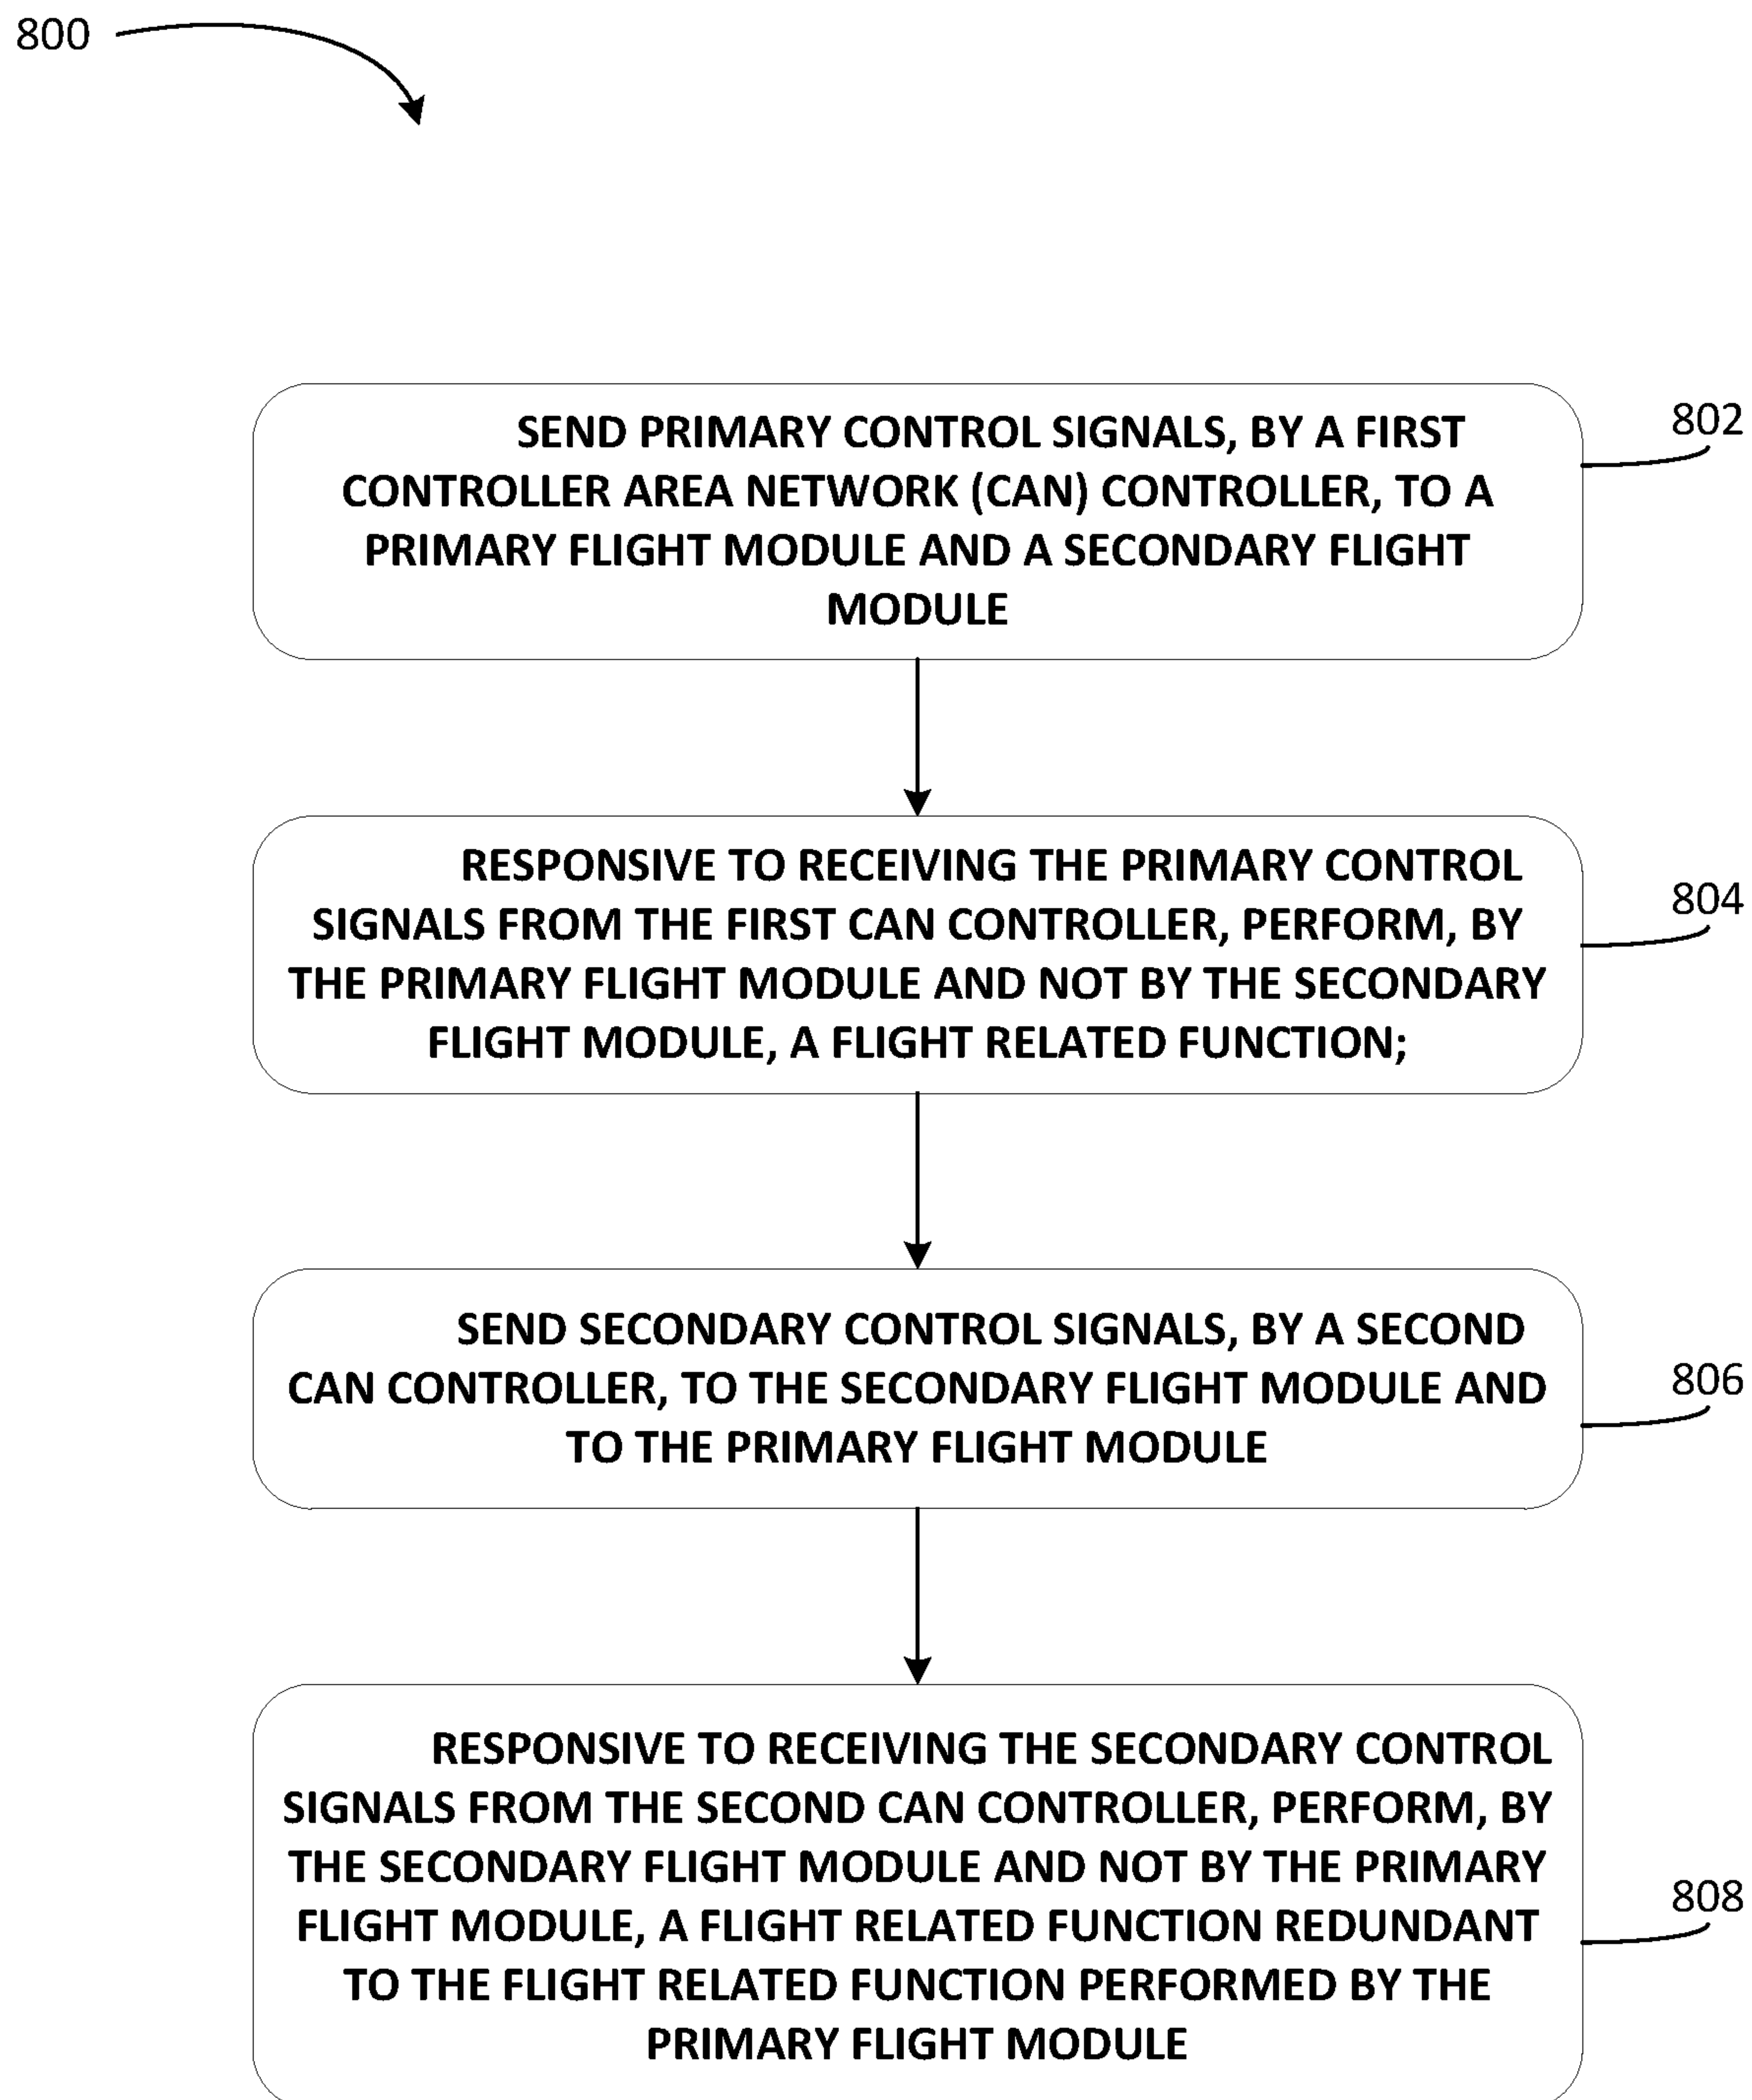 800
SEND PRIMARY CONTROL SIGNALS, BY A FIRST
CONTROLLER AREA NETWORK (CAN) CONTROLLER, TO A
PRIMARY FLIGHT MODULE AND A SECONDARY FLIGHT
MODULE
802
RESPONSIVE TO RECEIVING THE PRIMARY CONTROL
SIGNALS FROM THE FIRST CAN CONTROLLER, PERFORM, BY
THE PRIMARY FLIGHT MODULE AND NOT BY THE SECONDARY
FLIGHT MODULE, A FLIGHT RELATED FUNCTION;
804
SEND SECONDARY CONTROL SIGNALS, BY A SECOND
CAN CONTROLLER, TO THE SECONDARY FLIGHT MODULE AND
TO THE PRIMARY FLIGHT MODULE
806
RESPONSIVE TO RECEIVING THE SECONDARY CONTROL
SIGNALS FROM THE SECOND CAN CONTROLLER, PERFORM, BY
THE SECONDARY FLIGHT MODULE AND NOT BY THE PRIMARY
FLIGHT MODULE, A FLIGHT RELATED FUNCTION REDUNDANT
TO THE FLIGHT RELATED FUNCTION PERFORMED BY THE
PRIMARY FLIGHT MODULE
808